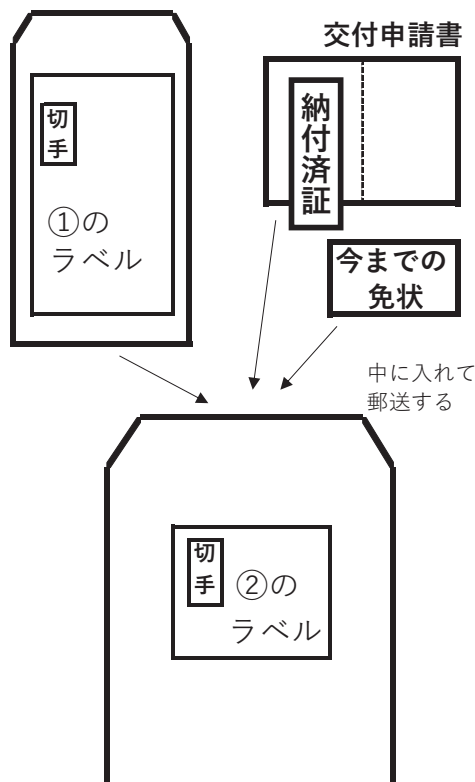 交付申請書
切手
①の
ラベル
納付済証
今までの
免状
中に入れて
郵送する
切手
②の
ラベル